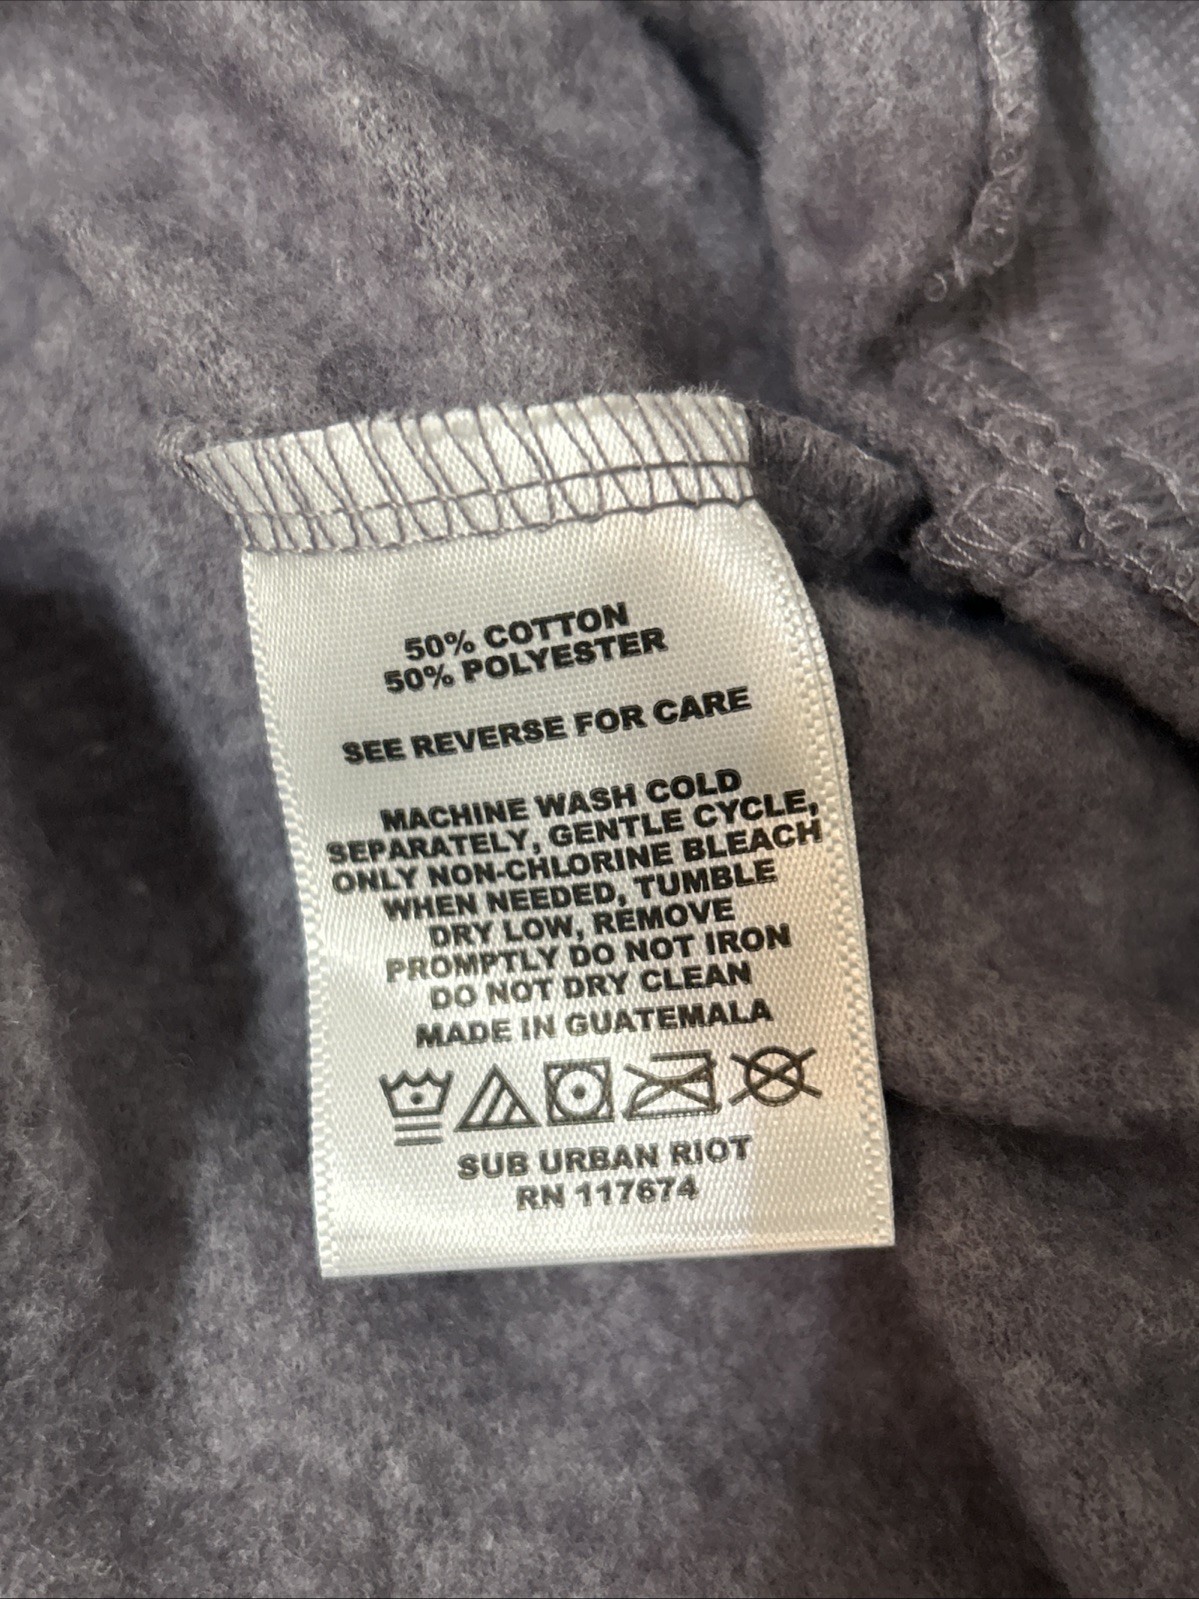 50% COTTON
50% POLYESTER
SEE REVERSE FOR CARE
MACHINE WASH COLD
SEPARATELY, GENTLE CYCLE,
ONLY NON-CHLORINE BLEACH
WHEN NEEDED, TUMBLE
DRY LOW, REMOVE
PROMPTLY DO NOT IRON
DO NOT DRY CLEAN
MADE IN GUATEMALA
SUB URBAN RIOT
RN 117674